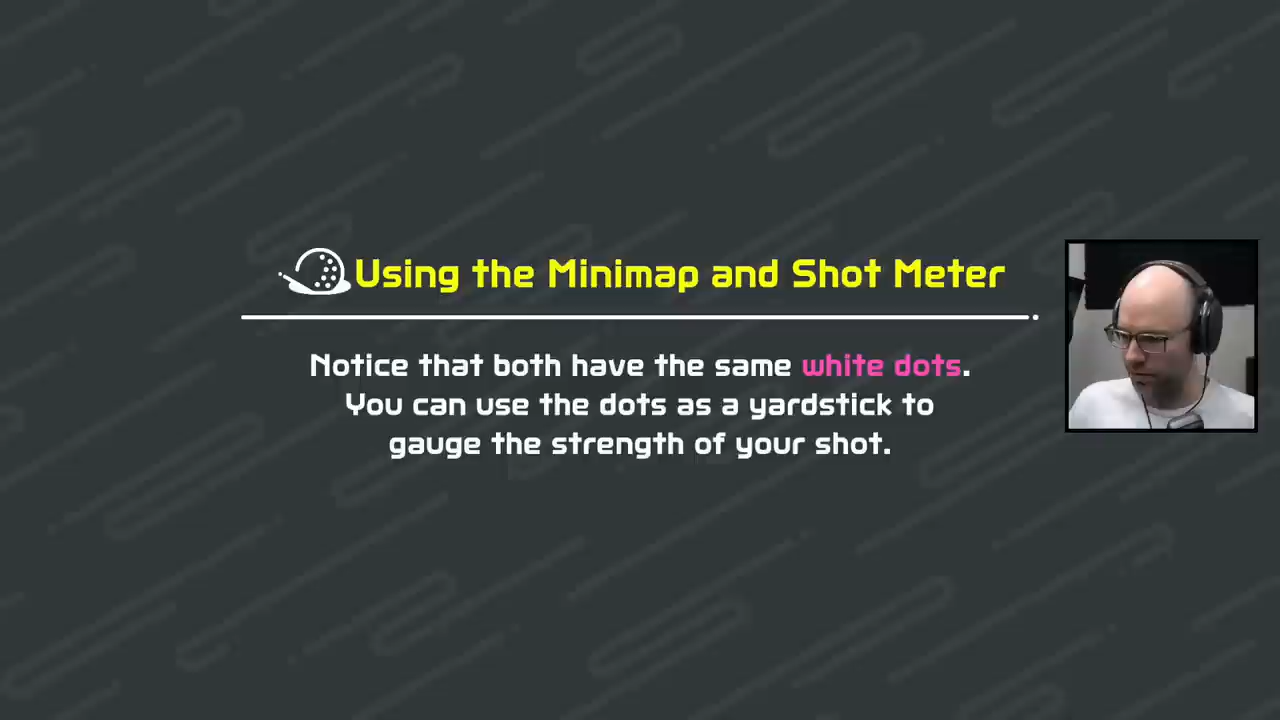 Using the Minimap and Shot Meter
Notice that both have the same white dots.
You can use the dots as a yardstick to
gauge the strength of your shot.